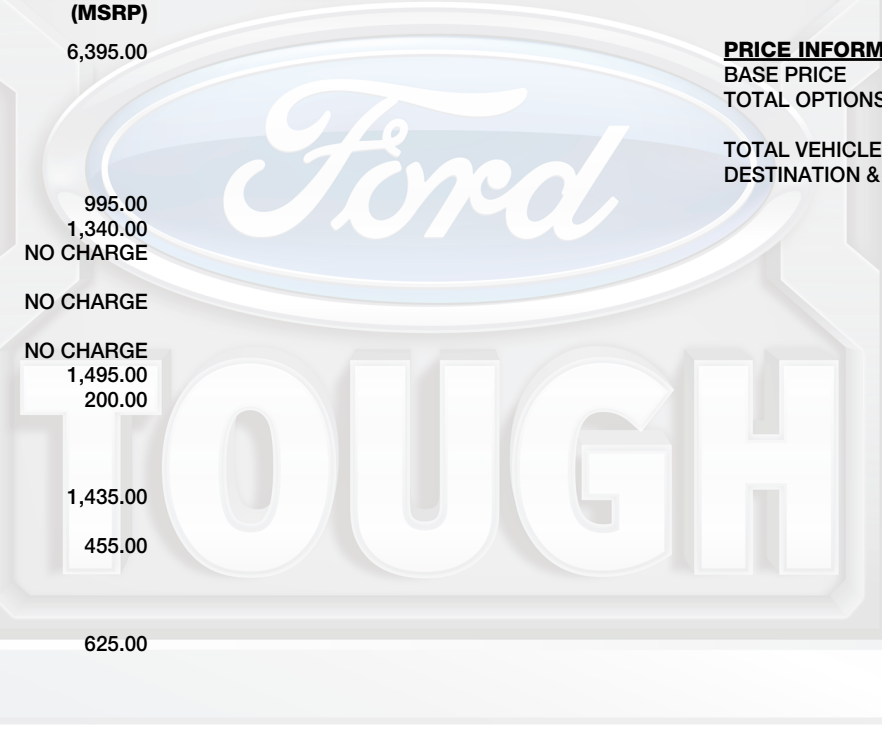 (MSRP)
6,395.00
995.00
1,340.00
NO CHARGE
NO CHARGE
NO CHARGE
1,495.00
200.00
1,435.00
455.00
625.00
PRICE INFORM
BASE PRICE
TOTAL OPTIONS
TOTAL VEHICLE
DESTINATION &
Ford
TOUGH